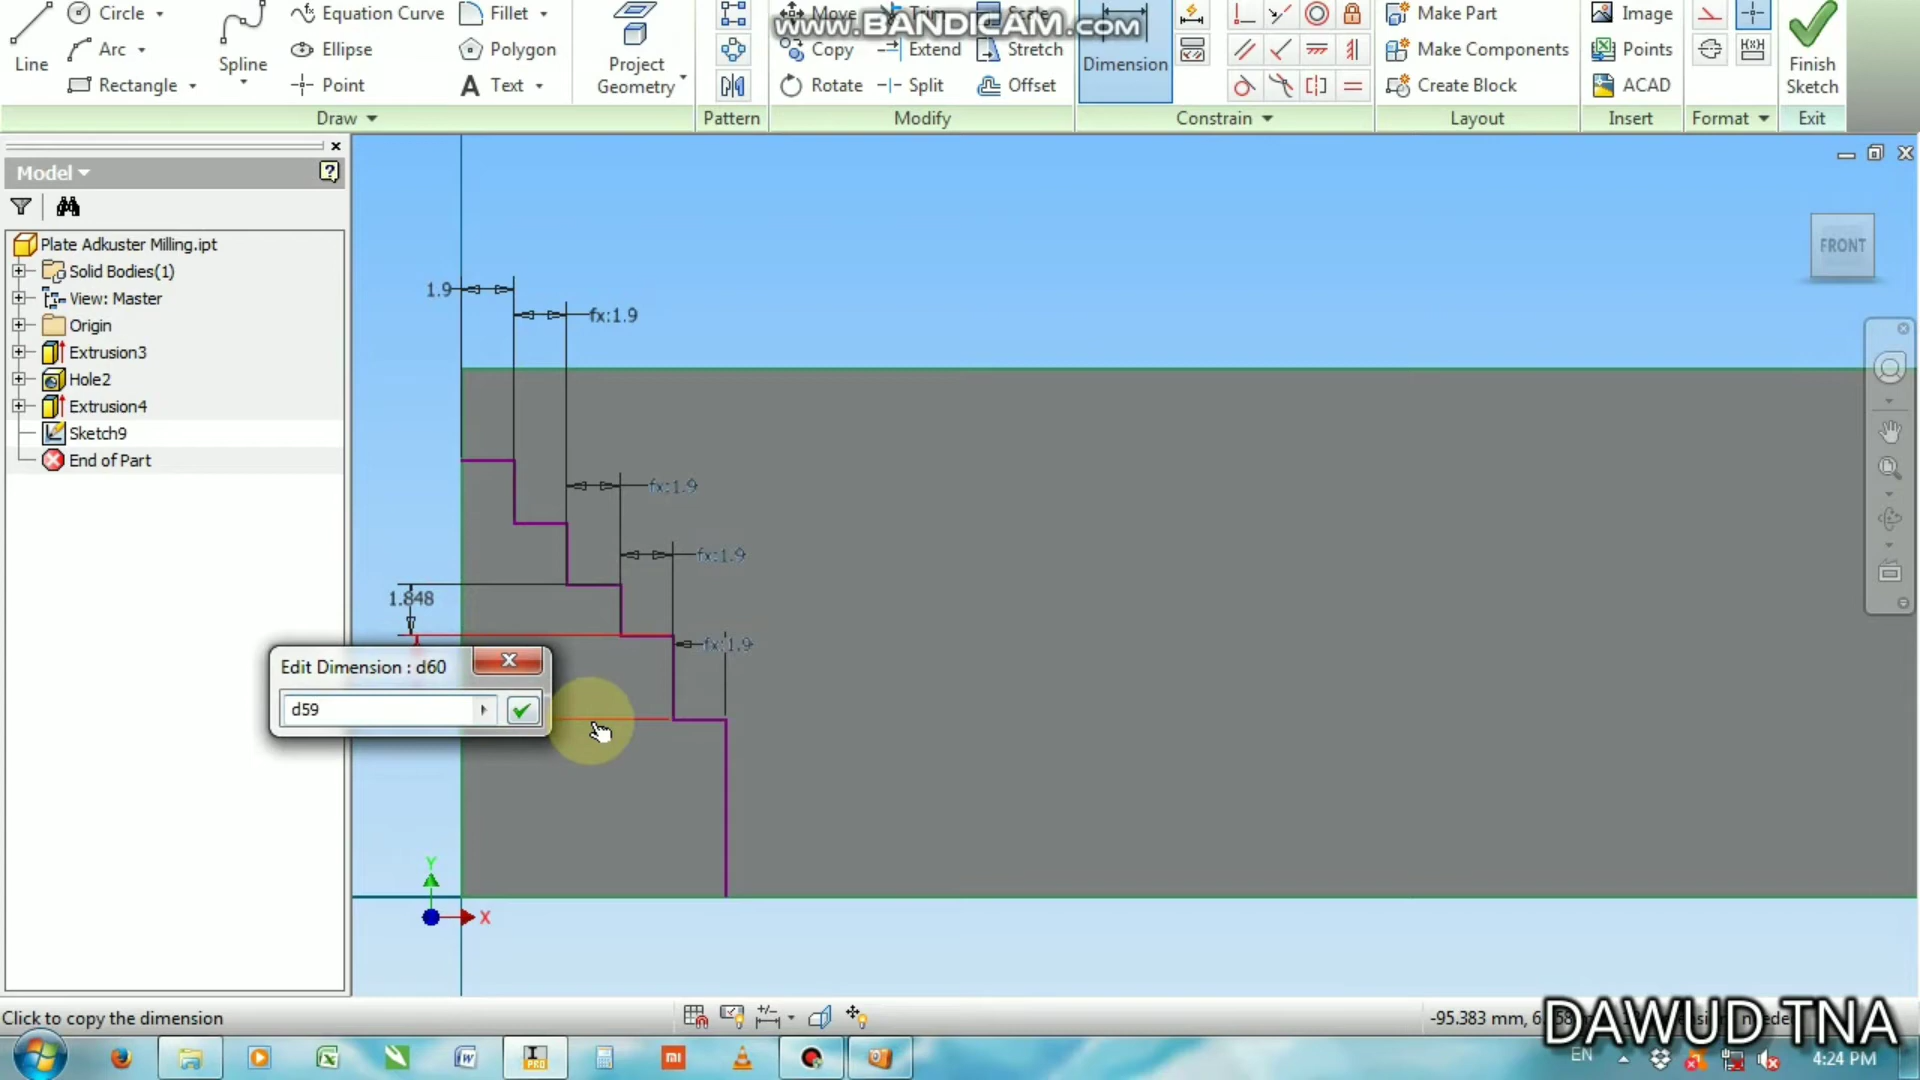 Circle
Equation Curve
Fillet
Move
Trim
Scale
www.BANDICAM.com
Make Part
Image
Line
Arc
Spline
Ellipse
Polygon
Project Geometry
Copy
Extend
Stretch
Dimension
Make Components
Points
Finish Sketch
Rectangle
Point
Text
Rotate
Split
Offset
Create Block
ACAD
Draw
Pattern
Modify
Constrain
Layout
Insert
Format
Exit
Model
Plate Adkuster Milling.ipt
Solid Bodies(1)
View: Master
Origin
Extrusion3
Hole2
Extrusion4
Sketch9
End of Part
FRONT
1.9
fx:1.9
fx:1.9
fx:1.9
1.848
fx:1.9
Edit Dimension : d60
d59
Y
X
Click to copy the dimension
-95.383 mm, 6.
DAWUD TNA
EN
4:24 PM